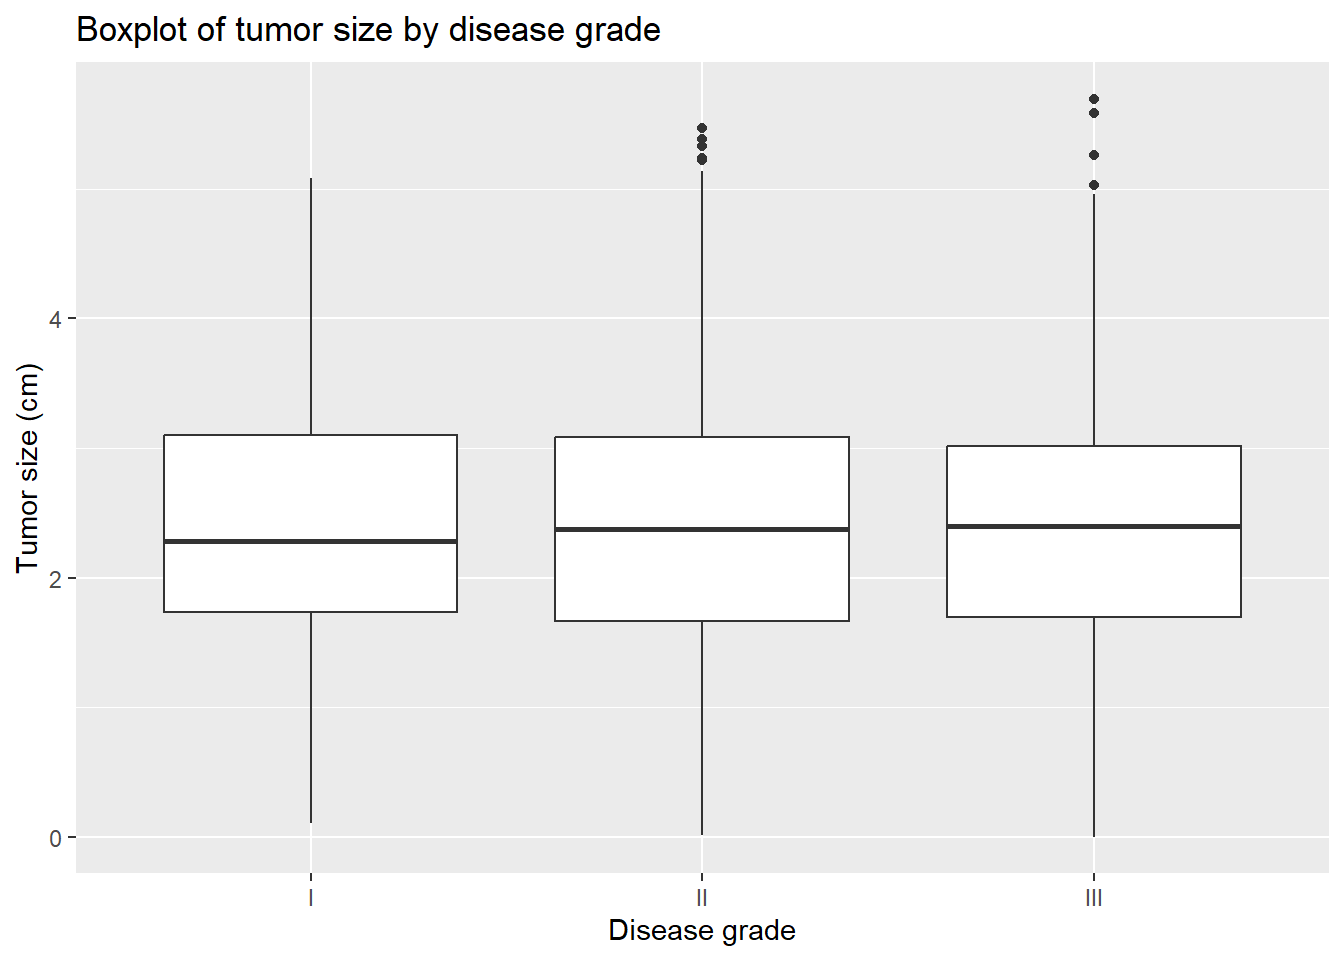 Boxplot of tumor size by disease grade
Tumor size (cm)
4
2
0
I
II
III
Disease grade